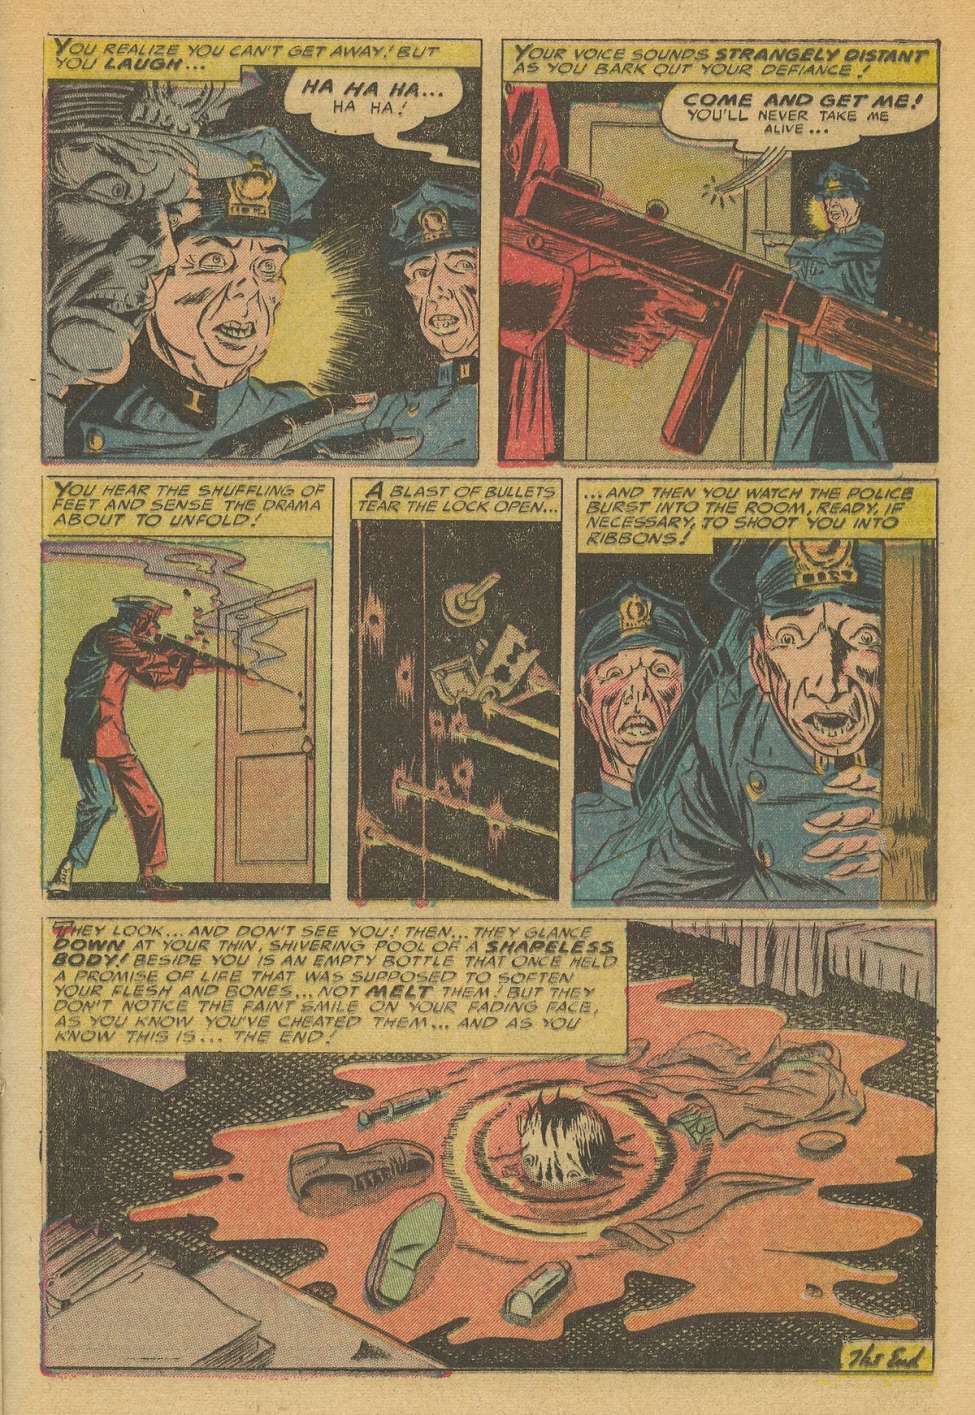 YOU REALIZE YOU CAN'T GET AWAY! BUT
YOU LAUGH...
HA HA HA...
HA HA!
YOUR VOICE SOUNDS STRANGELY DISTANT
AS YOU BARK OUT YOUR DEFIANCE!
COME AND GET ME!
YOU'LL NEVER TAKE ME
ALIVE...
YOU HEAR THE SHUFFLING OF
FEET AND SENSE THE DRAMA
ABOUT TO UNFOLD!
A BLAST OF BULLETS
TEAR THE LOCK OPEN...
...AND THEN YOU WATCH THE POLICE
BURST INTO THE ROOM, READY, IF
NECESSARY, TO SHOOT YOU INTO
RIBBONS!
THEY LOOK... AND DON'T SEE YOU! THEN... THEY GLANCE
DOWN AT YOUR THIN, SHIVERING POOL OF A SHAPELESS
BODY! BESIDE YOU IS AN EMPTY BOTTLE THAT ONCE HELD
A PROMISE OF LIFE THAT WAS SUPPOSED TO SOFTEN
YOUR FLESH AND BONES... NOT MELT THEM! BUT THEY
DON'T NOTICE THE FAINT SMILE ON YOUR FADING FACE,
AS YOU KNOW YOU'VE CHEATED THEM... AND AS YOU
KNOW THIS IS... THE END!
The End